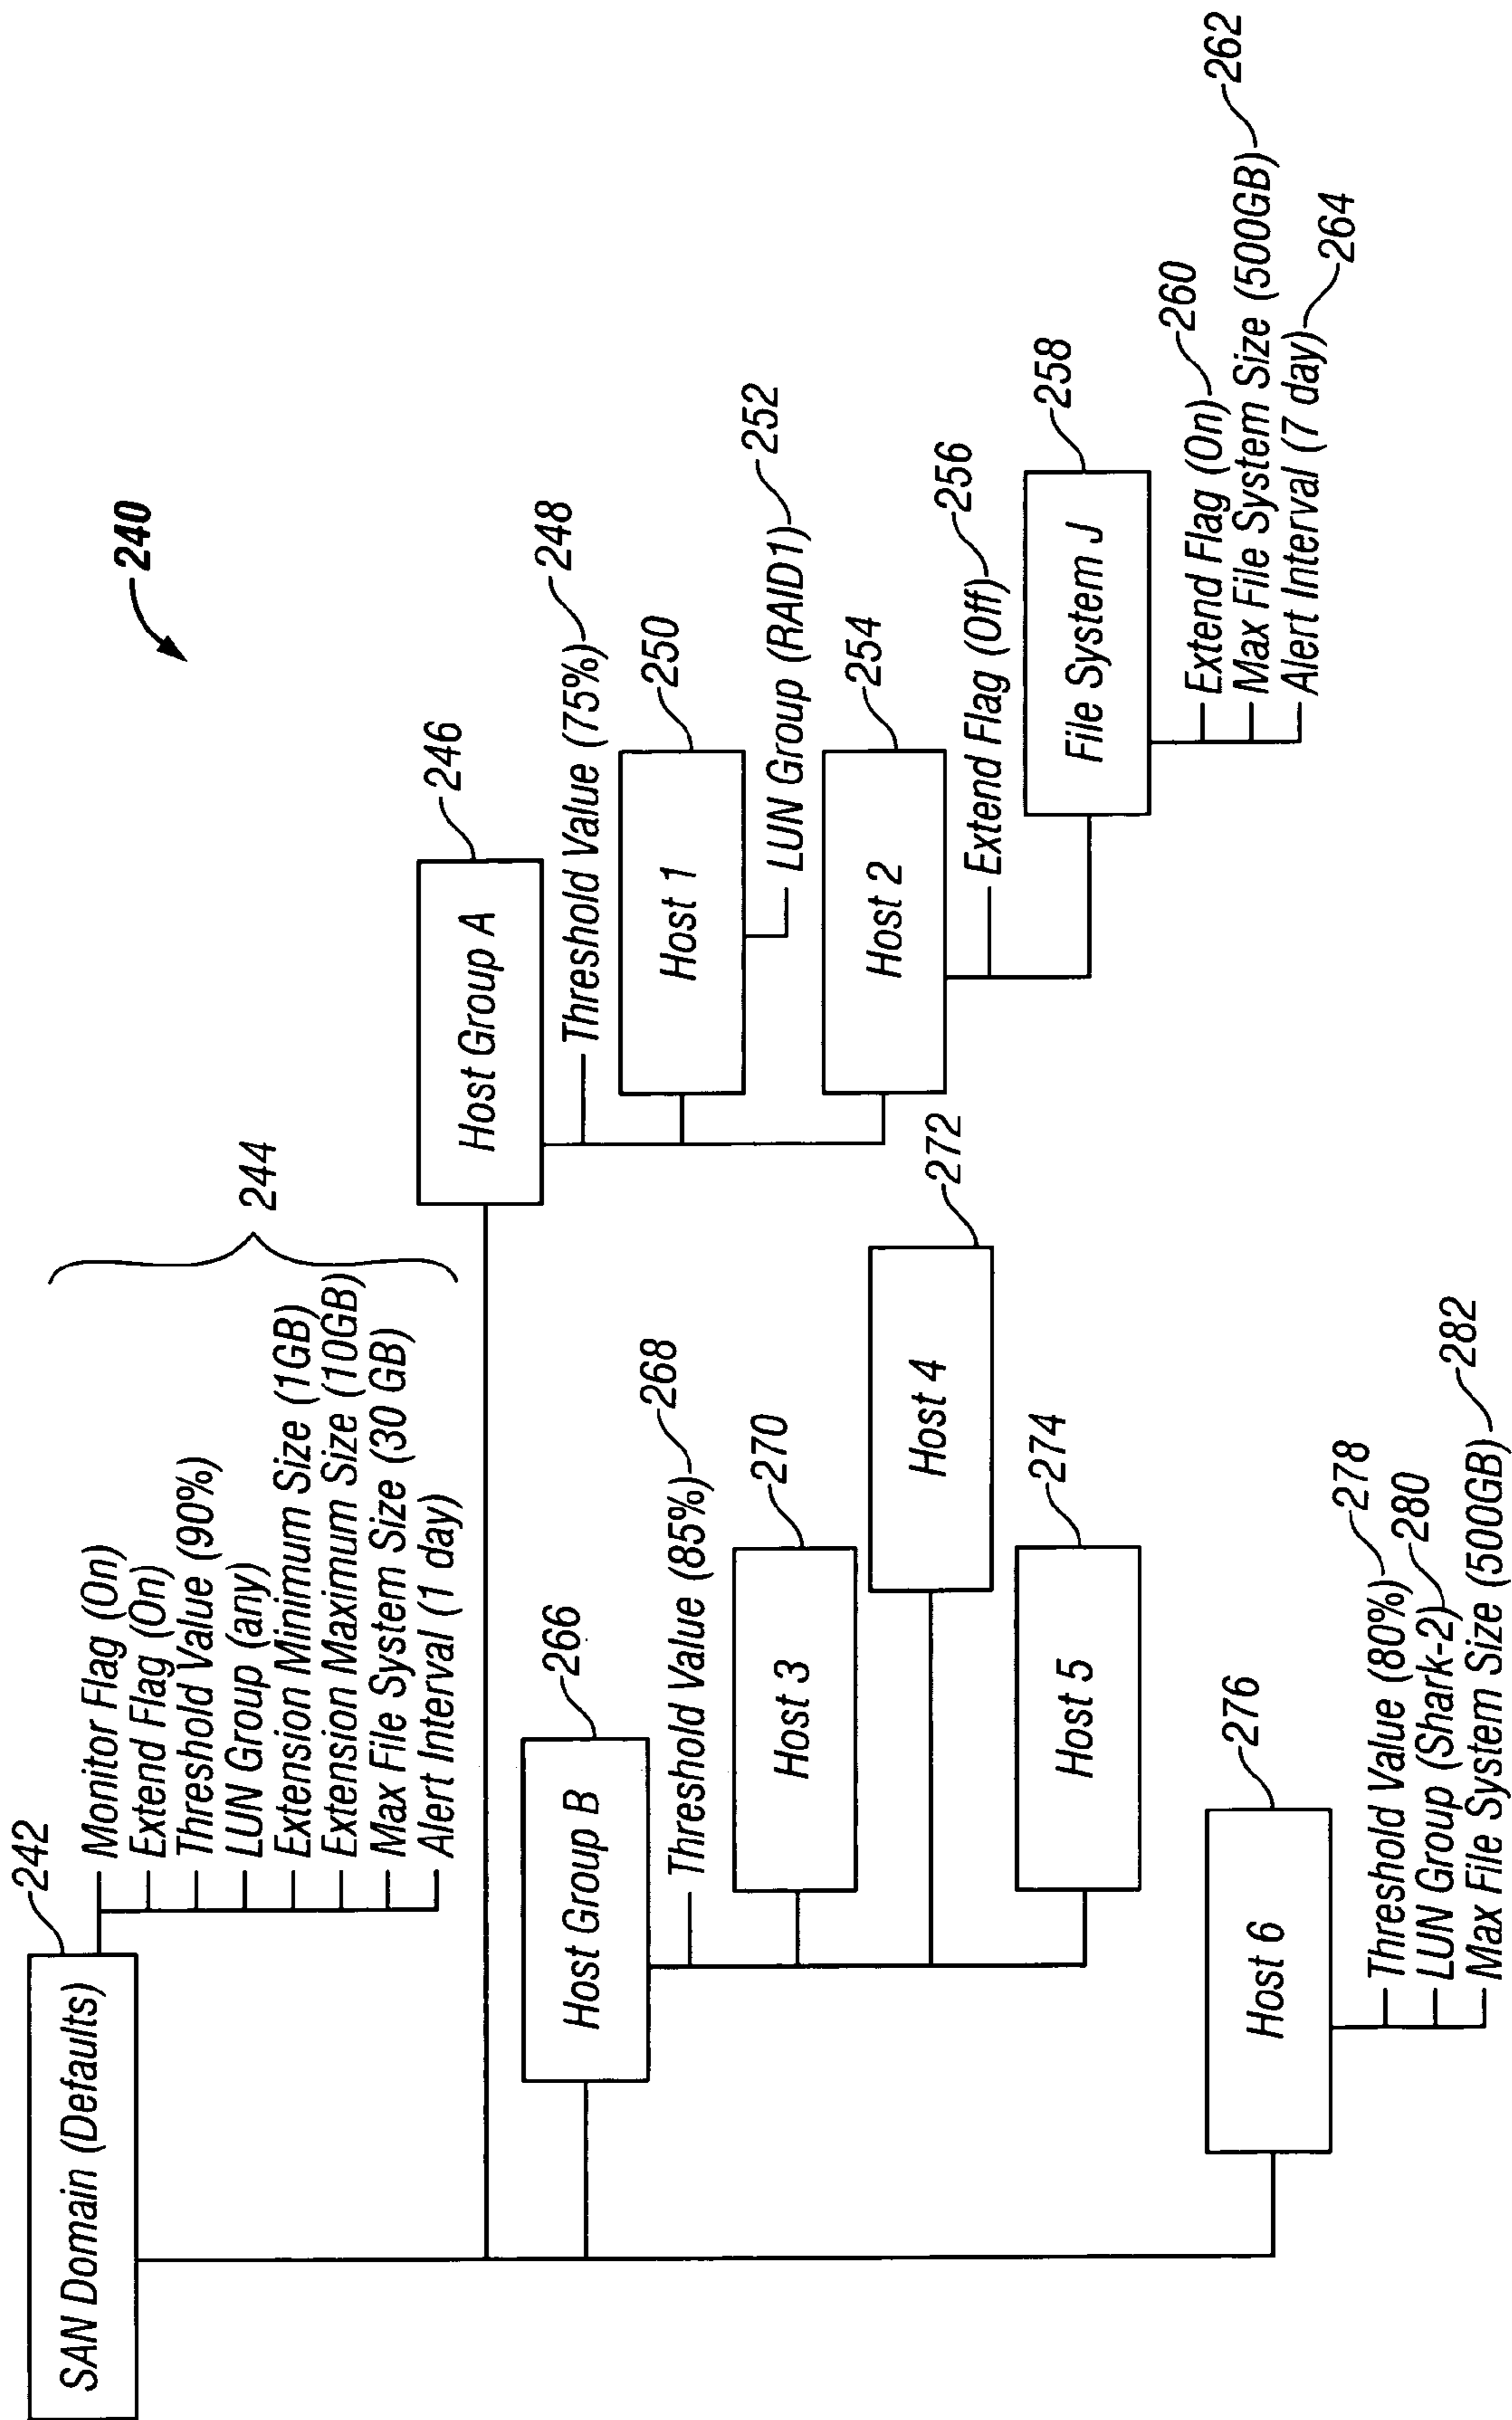 240
SAN Domain (Defaults)
242
Monitor Flag (On)
Extend Flag (On)
Threshold Value (90%)
LUN Group (any)
Extension Minimum Size (1GB)
Extension Maximum Size (10GB)
Max File System Size (30 GB)
Alert Interval (1 day)
244
Host Group A
246
Threshold Value (75%)
248
Host 1
250
LUN Group (RAID1)
252
Host 2
254
Extend Flag (Off)
256
File System J
258
Extend Flag (On)
260
Max File System Size (500GB)
262
Alert Interval (7 day)
264
Host Group B
266
Threshold Value (85%)
268
Host 3
270
Host 4
272
Host 5
274
Host 6
276
Threshold Value (80%)
278
LUN Group (Shark-2)
280
Max File System Size (500GB)
282